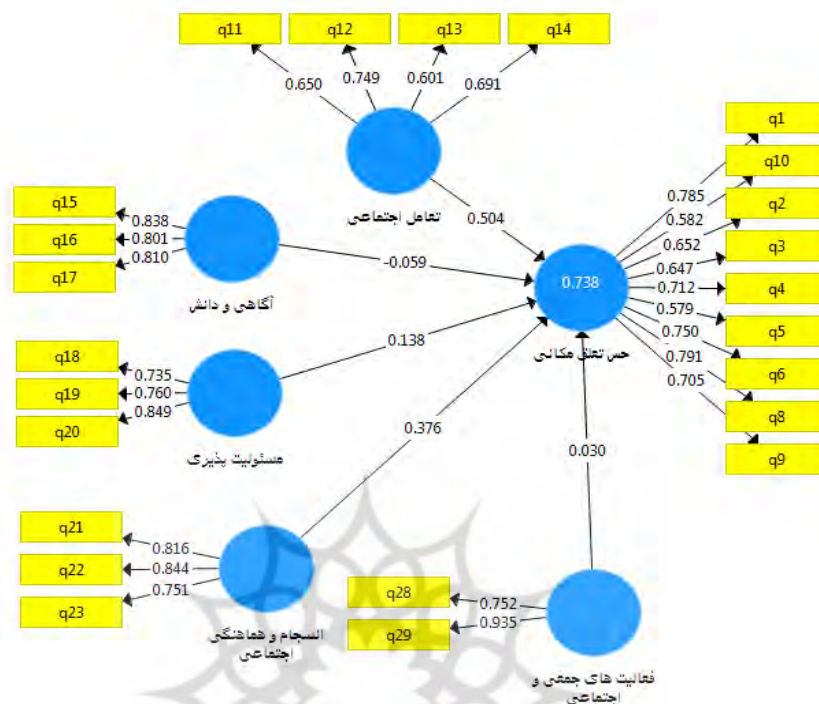 q11
q12
q13
q14
0.650
0.749
0.601
0.691
تعامل اجتماعی
0.504
q15
q16
q17
0.838
0.801
0.810
آگاهی و دانش
-0.059
q18
q19
q20
0.735
0.760
0.849
مسئولیت پذیری
0.138
q21
q22
q23
0.816
0.844
0.751
انسجام و هماهنگی
اجتماعی
0.376
q28
q29
0.752
0.935
فعالیت های جمعی و
اجتماعی
0.030
0.738
حس تعلق مکانی
q1
q10
q2
q3
q4
q5
q6
q8
q9
0.785
0.582
0.652
0.647
0.712
0.579
0.750
0.791
0.705